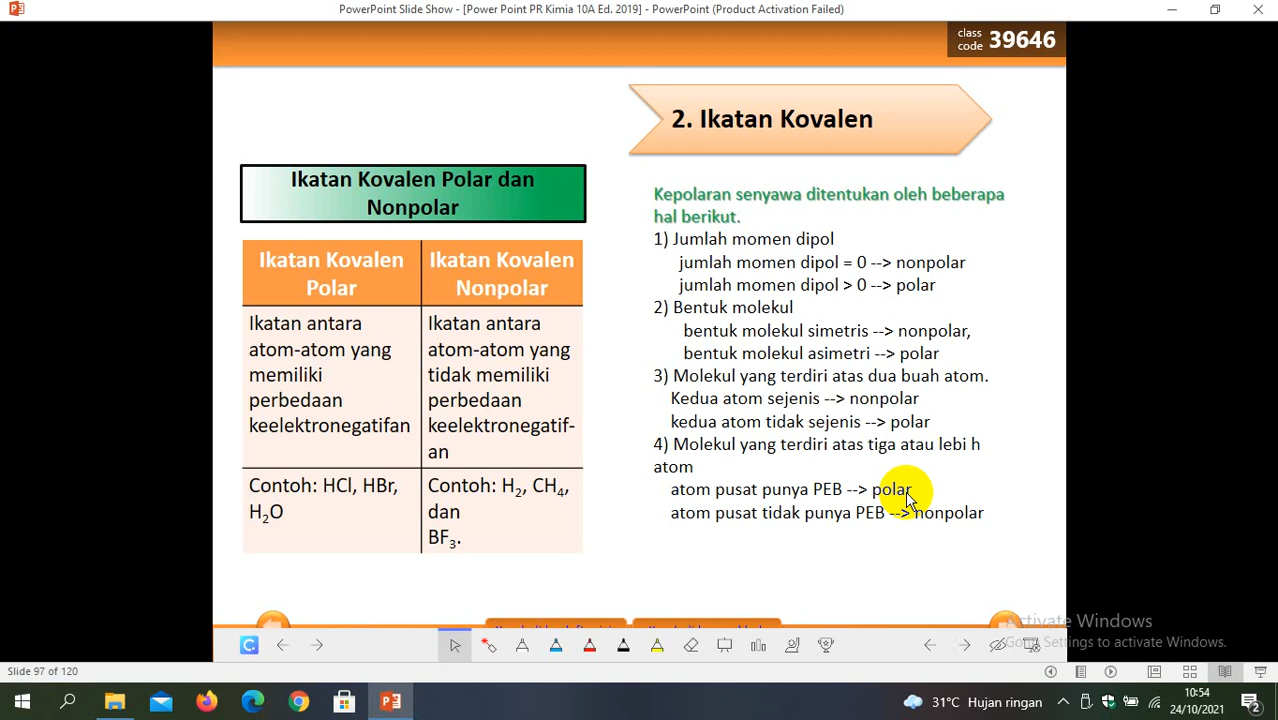 PowerPoint Slide Show - [Power Point PR Kimia 10A Ed. 2019] - PowerPoint (Product Activation Failed)
class code 39646
2. Ikatan Kovalen
Ikatan Kovalen Polar dan
Nonpolar
Ikatan Kovalen
Polar
Ikatan antara
atom-atom yang
memiliki
perbedaan
keelektronegatifan
Contoh: HCl, HBr,
H2O
Ikatan Kovalen
Nonpolar
Ikatan antara
atom-atom yang
tidak memiliki
perbedaan
keelektronegatif-
an
Contoh: H2, CH4,
dan
BF3.
Kepolaran senyawa ditentukan oleh beberapa
hal berikut.
1) Jumlah momen dipol
jumlah momen dipol = 0 --> nonpolar
jumlah momen dipol > 0 --> polar
2) Bentuk molekul
bentuk molekul simetris --> nonpolar,
bentuk molekul asimetri --> polar
3) Molekul yang terdiri atas dua buah atom.
Kedua atom sejenis --> nonpolar
kedua atom tidak sejenis --> polar
4) Molekul yang terdiri atas tiga atau lebi h
atom
atom pusat punya PEB --> polar
atom pusat tidak punya PEB --> nonpolar
Activate Windows
Go to Settings to activate Windows.
Slide 97 of 120
31°C Hujan ringan
10:54
24/10/2021
2